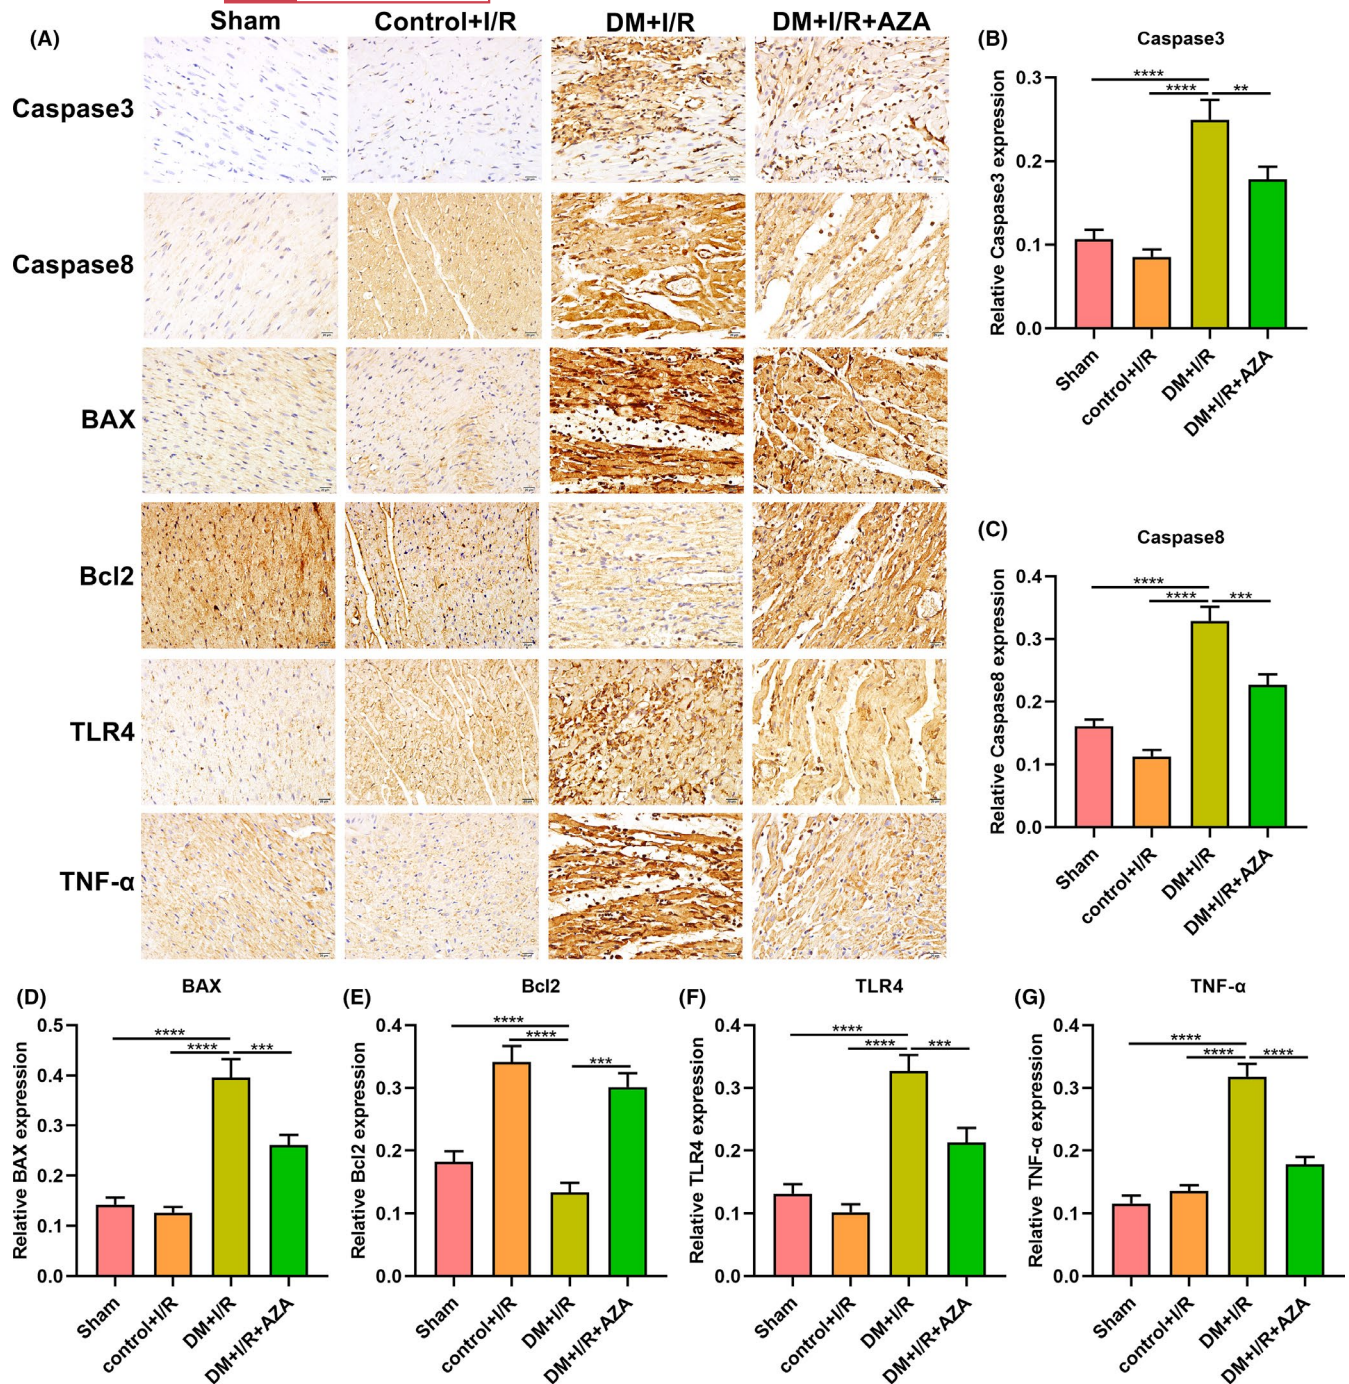 Sham Control+I/R DM+I/R DM+I/R+AZA
(A)
Caspase3
Caspase8
BAX
Bcl2
TLR4
TNF-α
(B)
Caspase3
Relative Caspase3 expression
0.3
0.2
0.1
0.0
**** **** **
Sham control+I/R DM+I/R DM+I/R+AZA
(C)
Caspase8
Relative Caspase8 expression
0.4
0.3
0.2
0.1
0.0
**** **** ***
Sham control+I/R DM+I/R DM+I/R+AZA
(D)
BAX
Relative BAX expression
0.5
0.4
0.3
0.2
0.1
0.0
**** **** ***
Sham control+I/R DM+I/R DM+I/R+AZA
(E)
Bcl2
Relative Bcl2 expression
0.4
0.3
0.2
0.1
0.0
**** **** ***
Sham control+I/R DM+I/R DM+I/R+AZA
(F)
TLR4
Relative TLR4 expression
0.4
0.3
0.2
0.1
0.0
**** **** ***
Sham control+I/R DM+I/R DM+I/R+AZA
(G)
TNF-α
Relative TNF-α expression
0.4
0.3
0.2
0.1
0.0
**** **** ****
Sham control+I/R DM+I/R DM+I/R+AZA